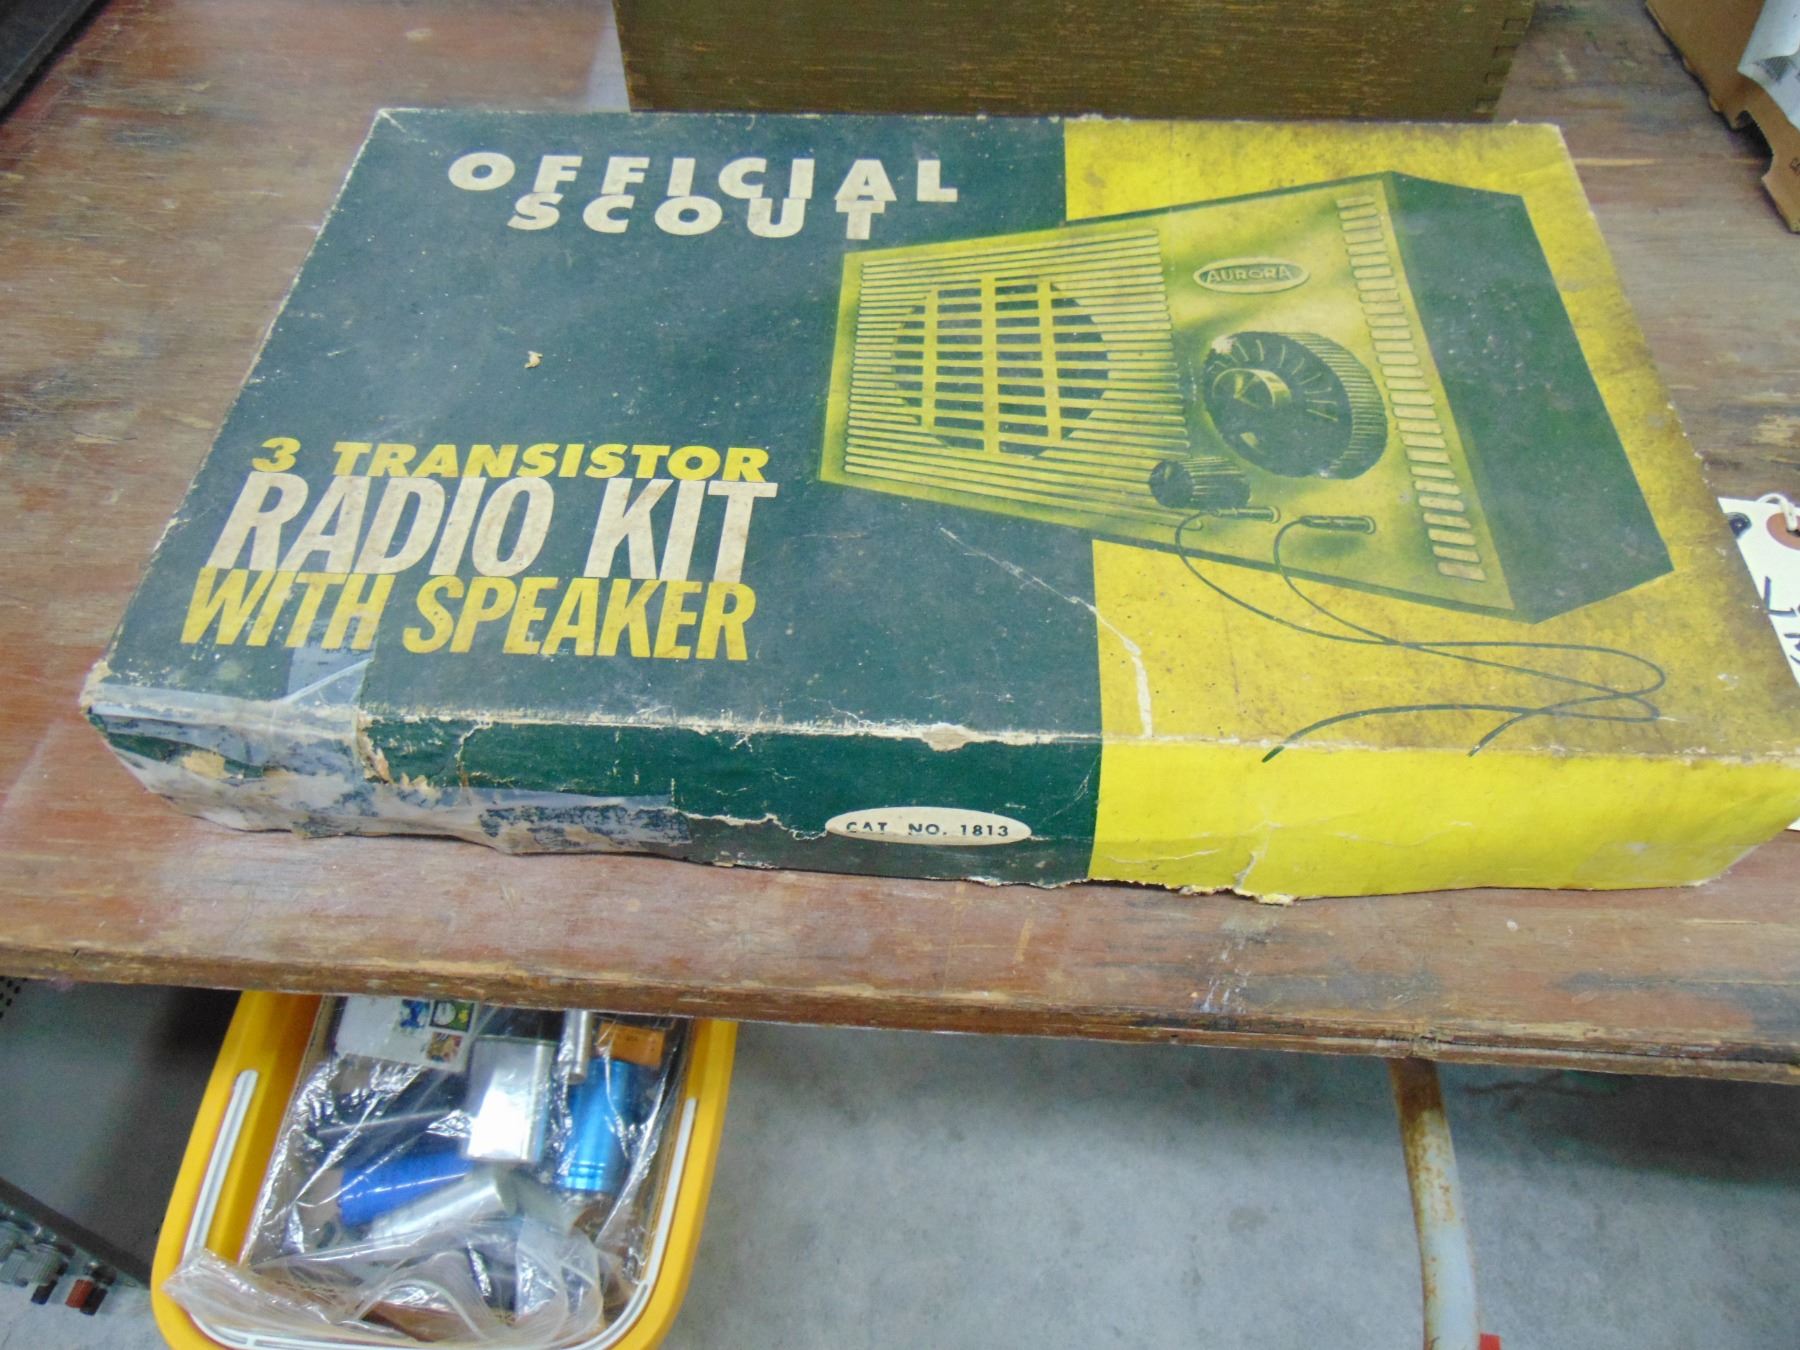 OFFICIAL
SCOUT
AURORA
3 TRANSISTOR
RADIO KIT
WITH SPEAKER
CAT. NO. 1813